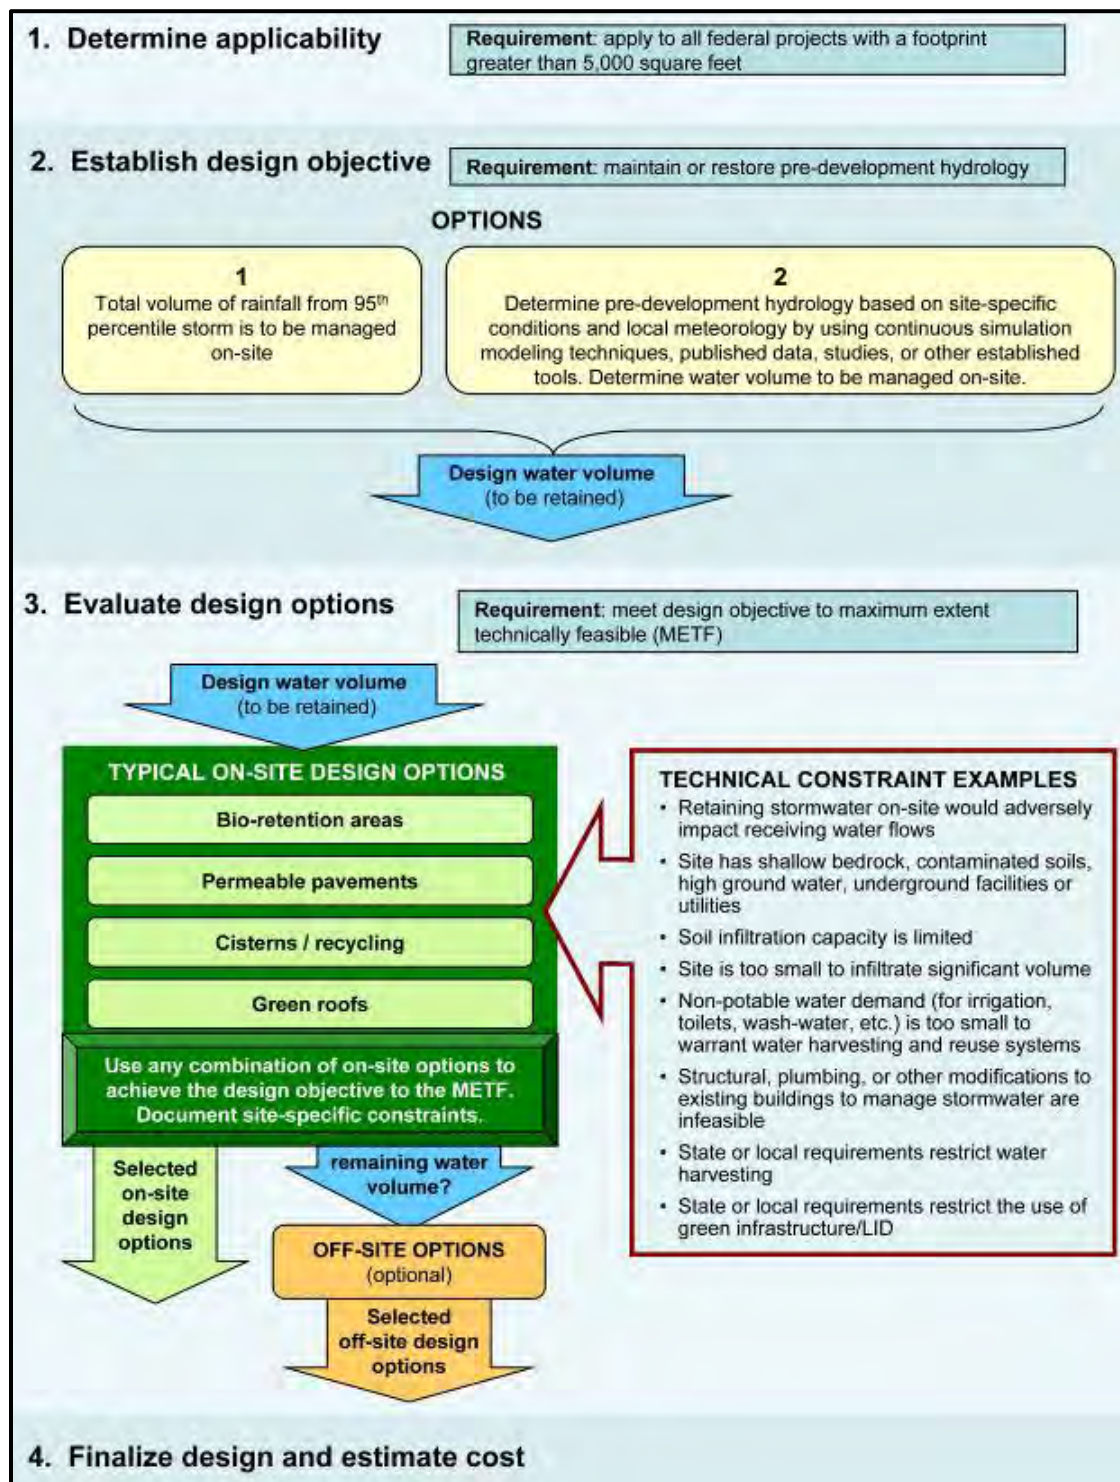 1. Determine applicability
Requirement: apply to all federal projects with a footprint
greater than 5,000 square feet
2. Establish design objective
Requirement: maintain or restore pre-development hydrology
OPTIONS
1
Total volume of rainfall from 95th
percentile storm is to be managed
on-site
2
Determine pre-development hydrology based on site-specific
conditions and local meteorology by using continuous simulation
modeling techniques, published data, studies, or other established
tools. Determine water volume to be managed on-site.
Design water volume
(to be retained)
3. Evaluate design options
Requirement: meet design objective to maximum extent
technically feasible (METF)
Design water volume
(to be retained)
TYPICAL ON-SITE DESIGN OPTIONS
Bio-retention areas
Permeable pavements
Cisterns / recycling
Green roofs
Use any combination of on-site options to
achieve the design objective to the METF.
Document site-specific constraints.
TECHNICAL CONSTRAINT EXAMPLES
• Retaining stormwater on-site would adversely
impact receiving water flows
• Site has shallow bedrock, contaminated soils,
high ground water, underground facilities or
utilities
• Soil infiltration capacity is limited
• Site is too small to infiltrate significant volume
• Non-potable water demand (for irrigation,
toilets, wash-water, etc.) is too small to
warrant water harvesting and reuse systems
• Structural, plumbing, or other modifications to
existing buildings to manage stormwater are
infeasible
• State or local requirements restrict water
harvesting
• State or local requirements restrict the use of
green infrastructure/LID
Selected
on-site
design
options
remaining water
volume?
OFF-SITE OPTIONS
(optional)
Selected
off-site design
options
4. Finalize design and estimate cost